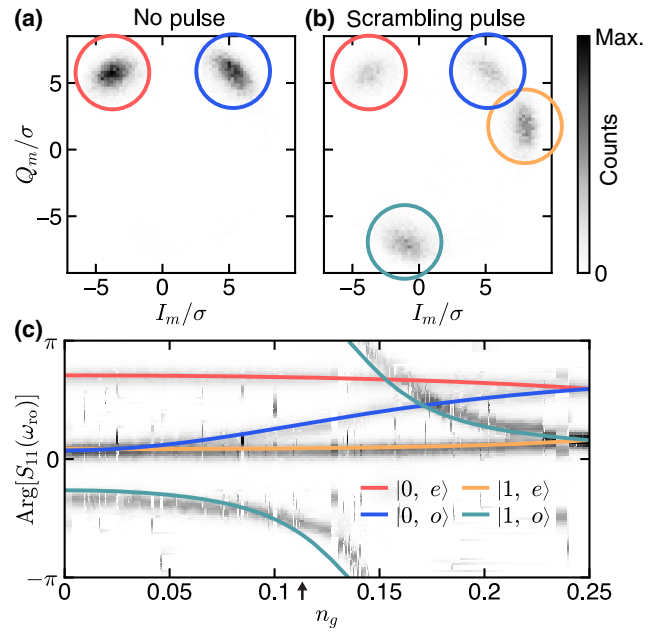 (a) No pulse (b) Scrambling pulse
5
0
−5
Q_m/σ
−5 0 5
I_m/σ
−5 0 5
I_m/σ
Max.
Counts
0
(c)
π
0
−π
Arg[S_11(ω_ro)]
|0, e⟩ |1, e⟩
|0, o⟩ |1, o⟩
0 0.05 0.1 0.15 0.20 0.25
n_g